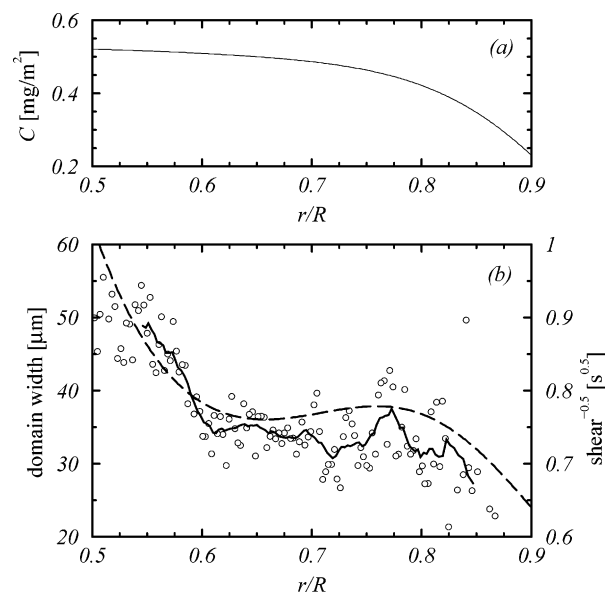 0.6
(a)
C [mg/m²]
0.4
0.2
0.5 0.6 0.7 0.8 0.9
r/R
60 1
(b)
50 0.9
domain width [µm]
40 0.8
shear⁻⁰·⁵ [s⁰·⁵]
30 0.7
20 0.6
0.5 0.6 0.7 0.8 0.9
r/R